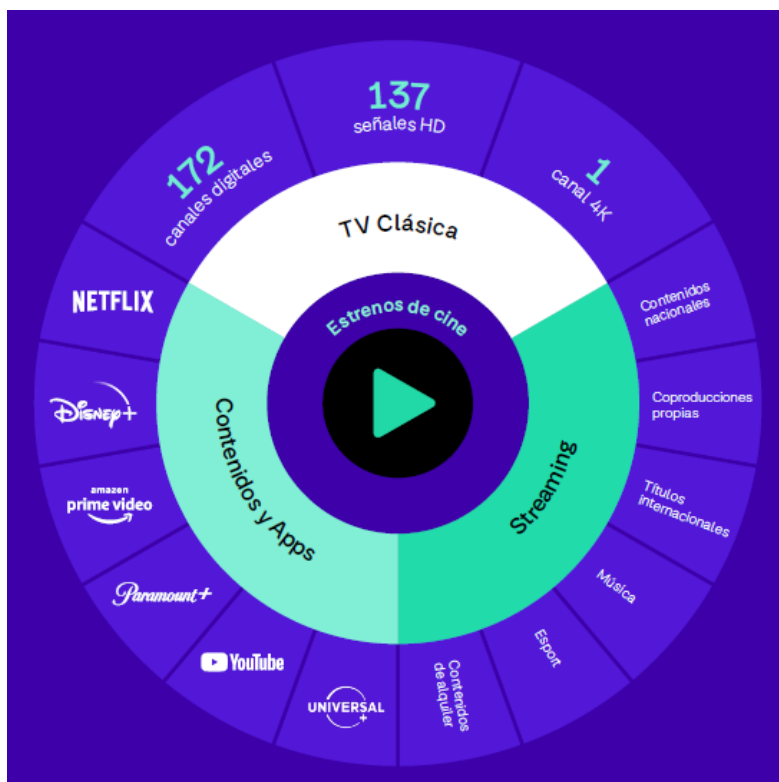 172
canales digitales
137
señales HD
1
canal 4K
TV Clásica
Estrenos de cine
Contenidos y Apps
Streaming
NETFLIX
Disney+
amazon
prime video
Paramount+
YouTube
UNIVERSAL
+
Contenidos
nacionales
Coproducciones
propias
Títulos
internacionales
Música
Esport
Contenidos
de alquiler